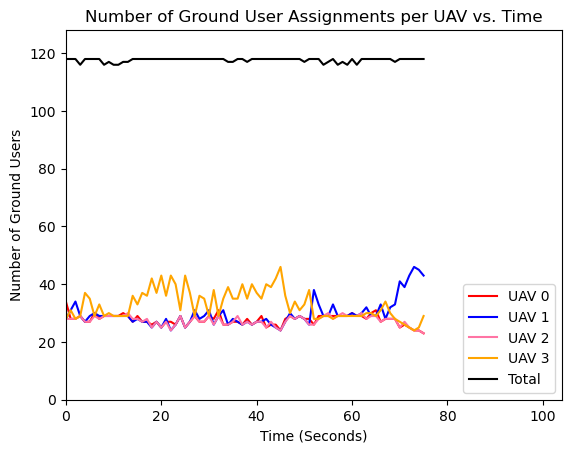 Number of Ground User Assignments per UAV vs. Time
120
100
80
60
40
20
0
Number of Ground Users
UAV 0
UAV 1
UAV 2
UAV 3
Total
0 20 40 60 80 100
Time (Seconds)